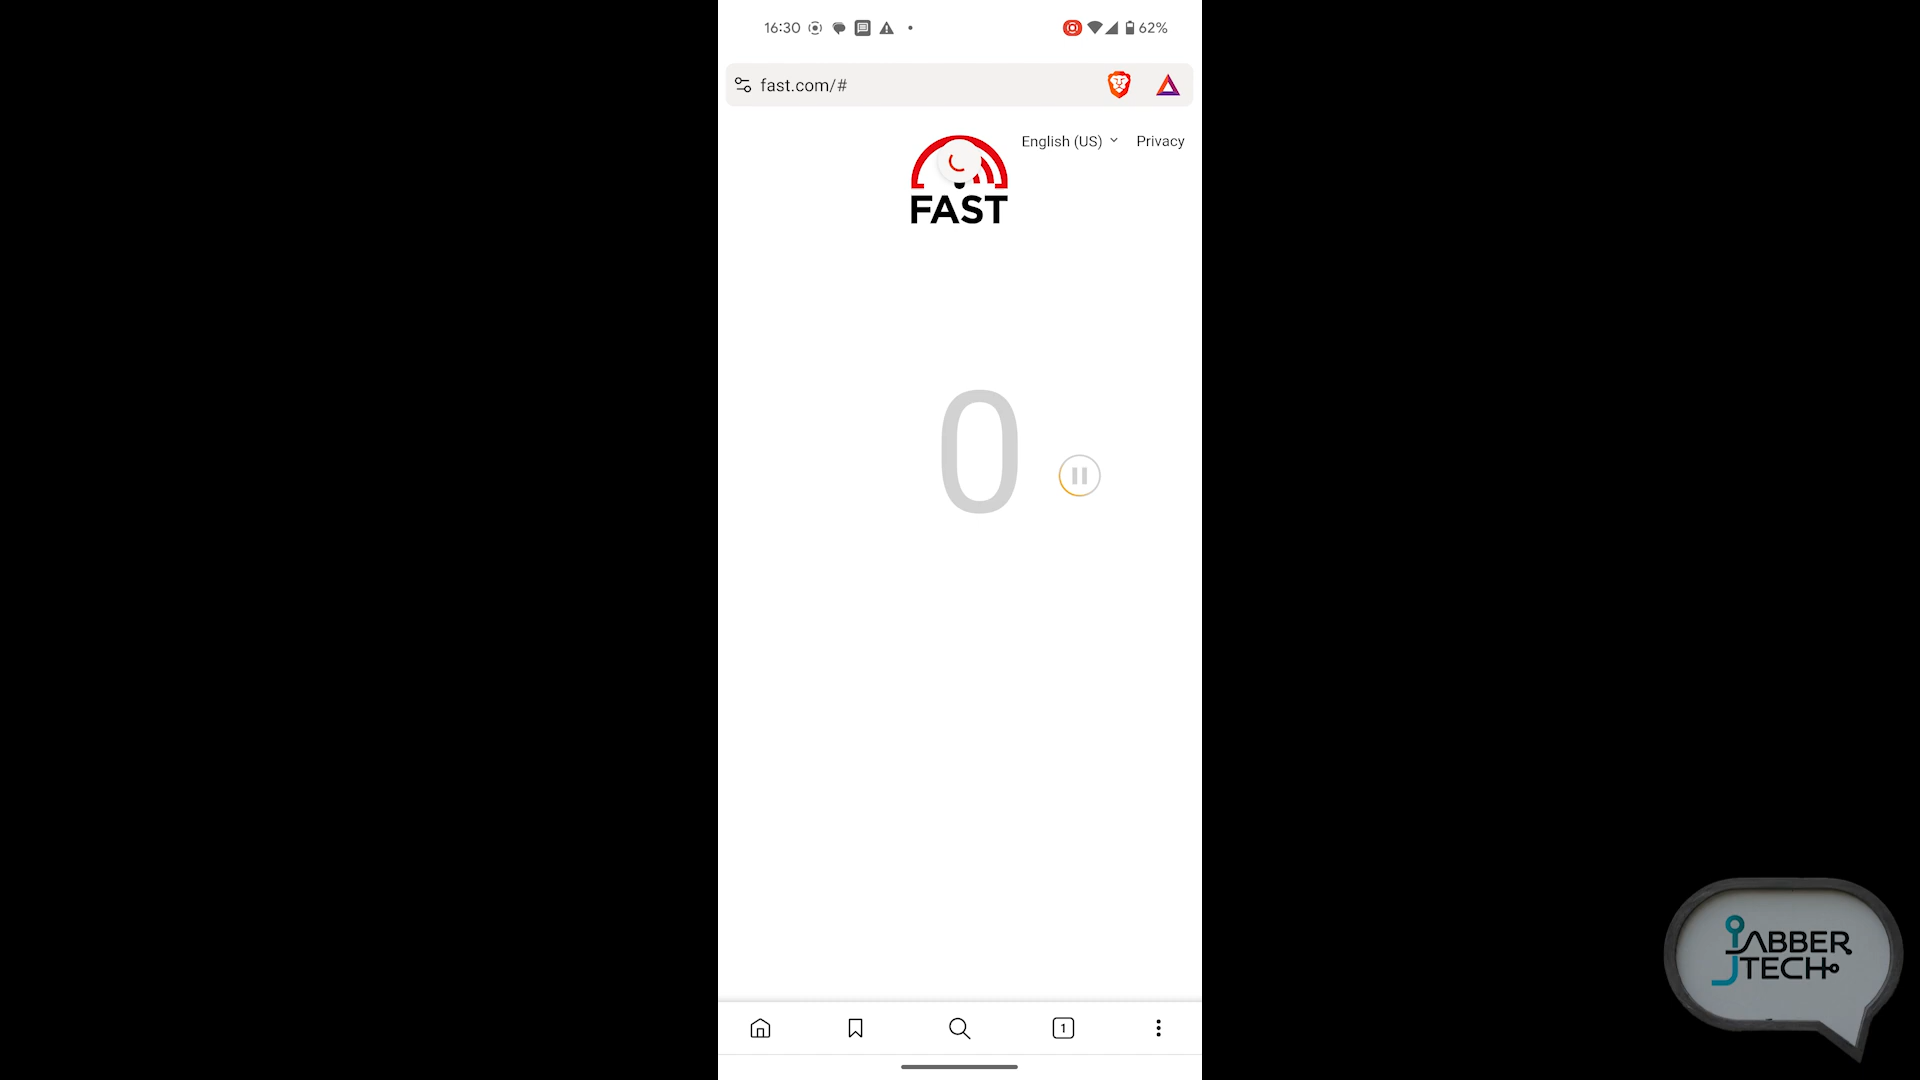 16:30
62%
fast.com/#
English (US)
Privacy
FAST
0
1
JABBER
TECH